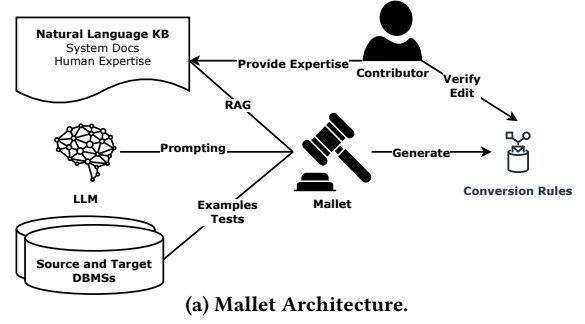 Natural Language KB
System Docs
Human Expertise
Provide Expertise
Contributor
Verify
Edit
RAG
Prompting
Generate
LLM
Examples
Tests
Mallet
Conversion Rules
Source and Target
DBMSs
(a) Mallet Architecture.